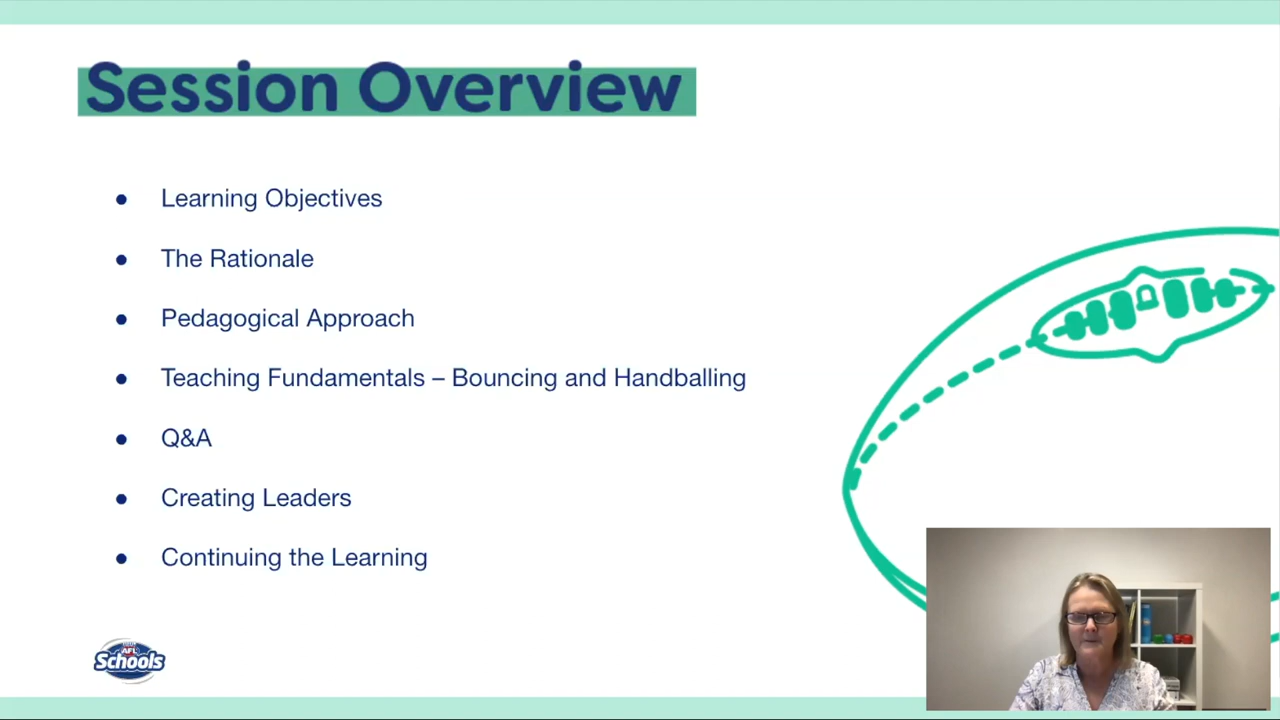 Session Overview
● Learning Objectives
● The Rationale
● Pedagogical Approach
● Teaching Fundamentals – Bouncing and Handballing
● Q&A
● Creating Leaders
● Continuing the Learning
AFL
Schools